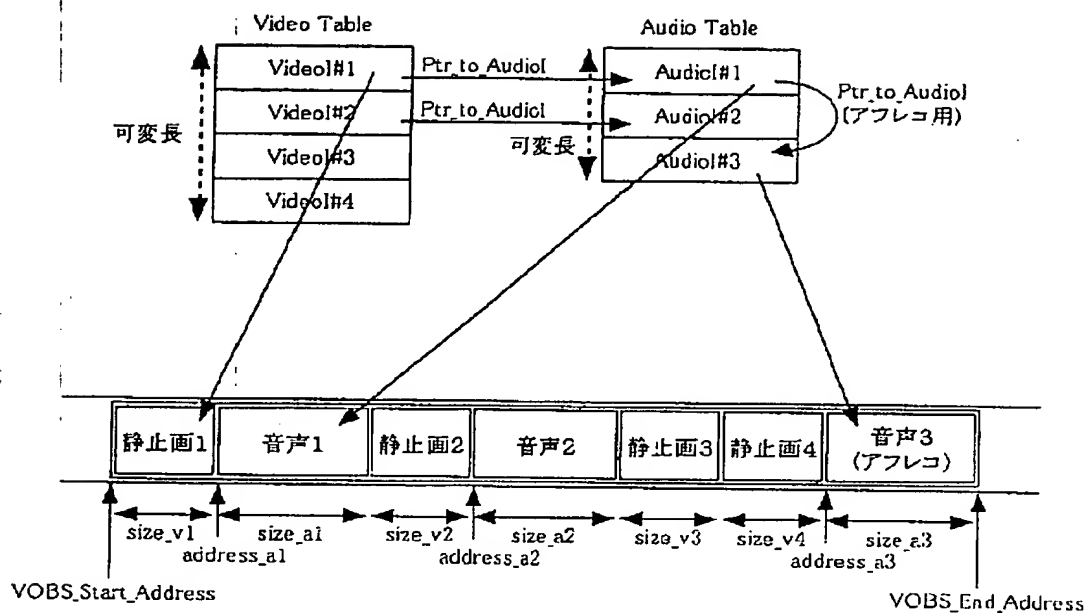 Video Table
VideoI#1
VideoI#2
VideoI#3
VideoI#4
可変長
Ptr_to_AudioI
Ptr_to_AudioI
Audio Table
AudioI#1
AudioI#2
AudioI#3
可変長
Ptr_to_AudioI
(アフレコ用)
静止画1
音声1
静止画2
音声2
静止画3
静止画4
音声3
(アフレコ)
size_v1
size_a1
size_v2
size_a2
size_v3
size_v4
size_a3
address_a1
address_a2
address_a3
VOBS_Start_Address
VOBS_End_Address